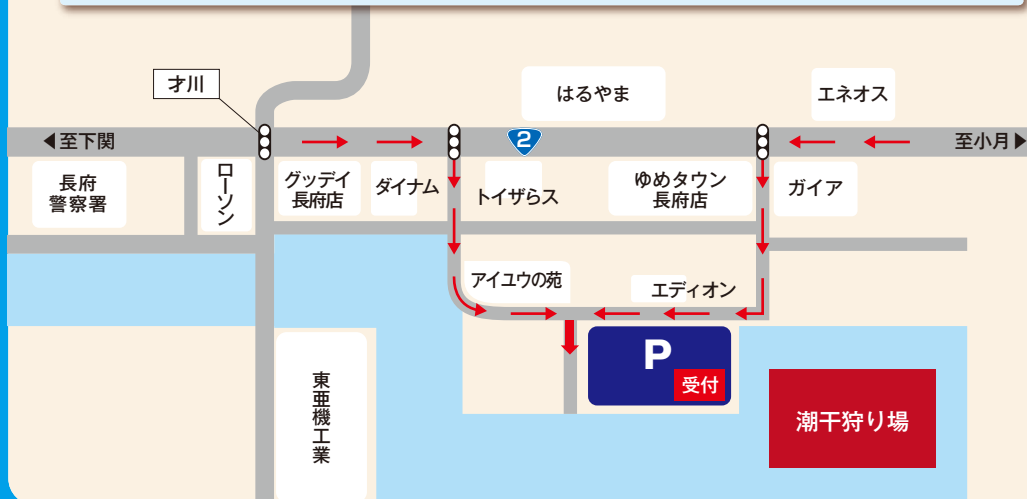 才川
はるやま
エネオス
◀至下関
2
至小月▶
長府
警察署
ローソン
グッデイ
長府店
ダイナム
トイザらス
ゆめタウン
長府店
ガイア
アイユウの苑
エディオン
P
受付
東亜機工業
潮干狩り場